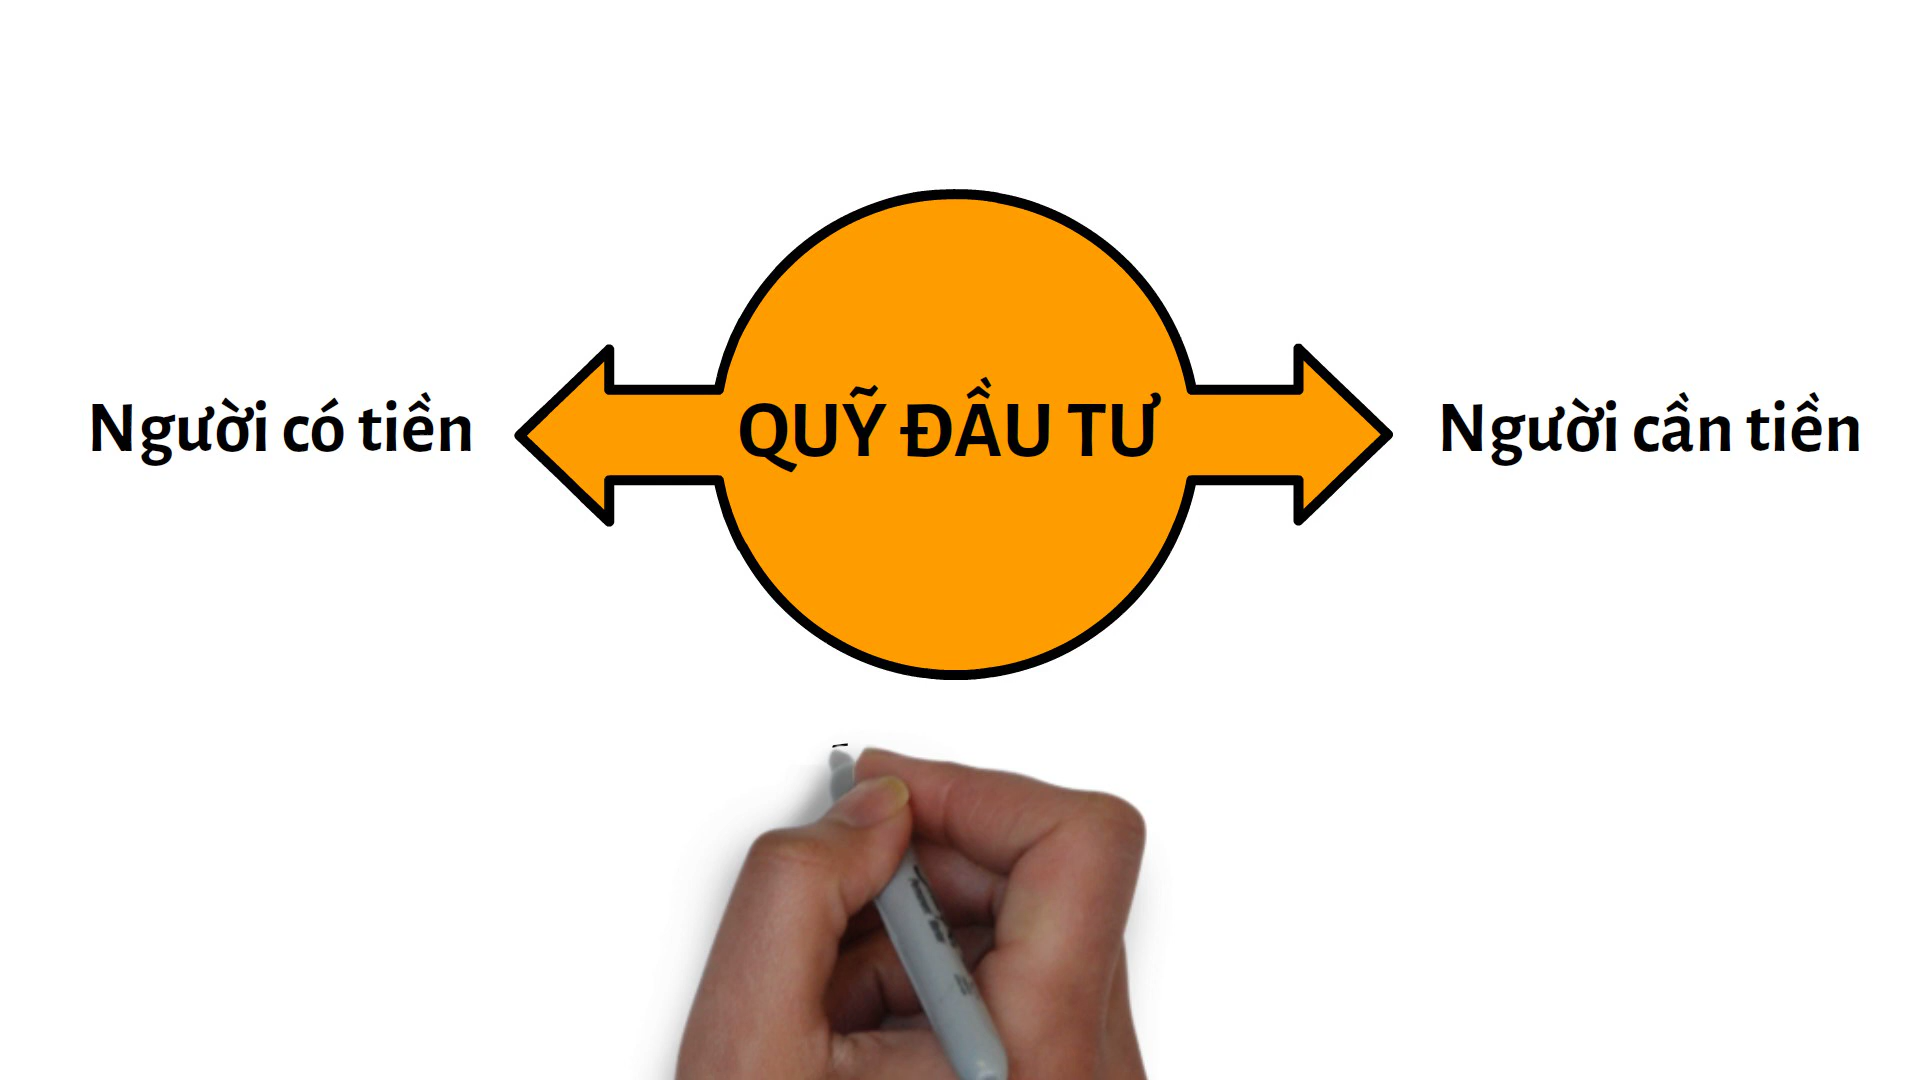 Người có tiền
QUỸ ĐẦU TƯ
Người cần tiền